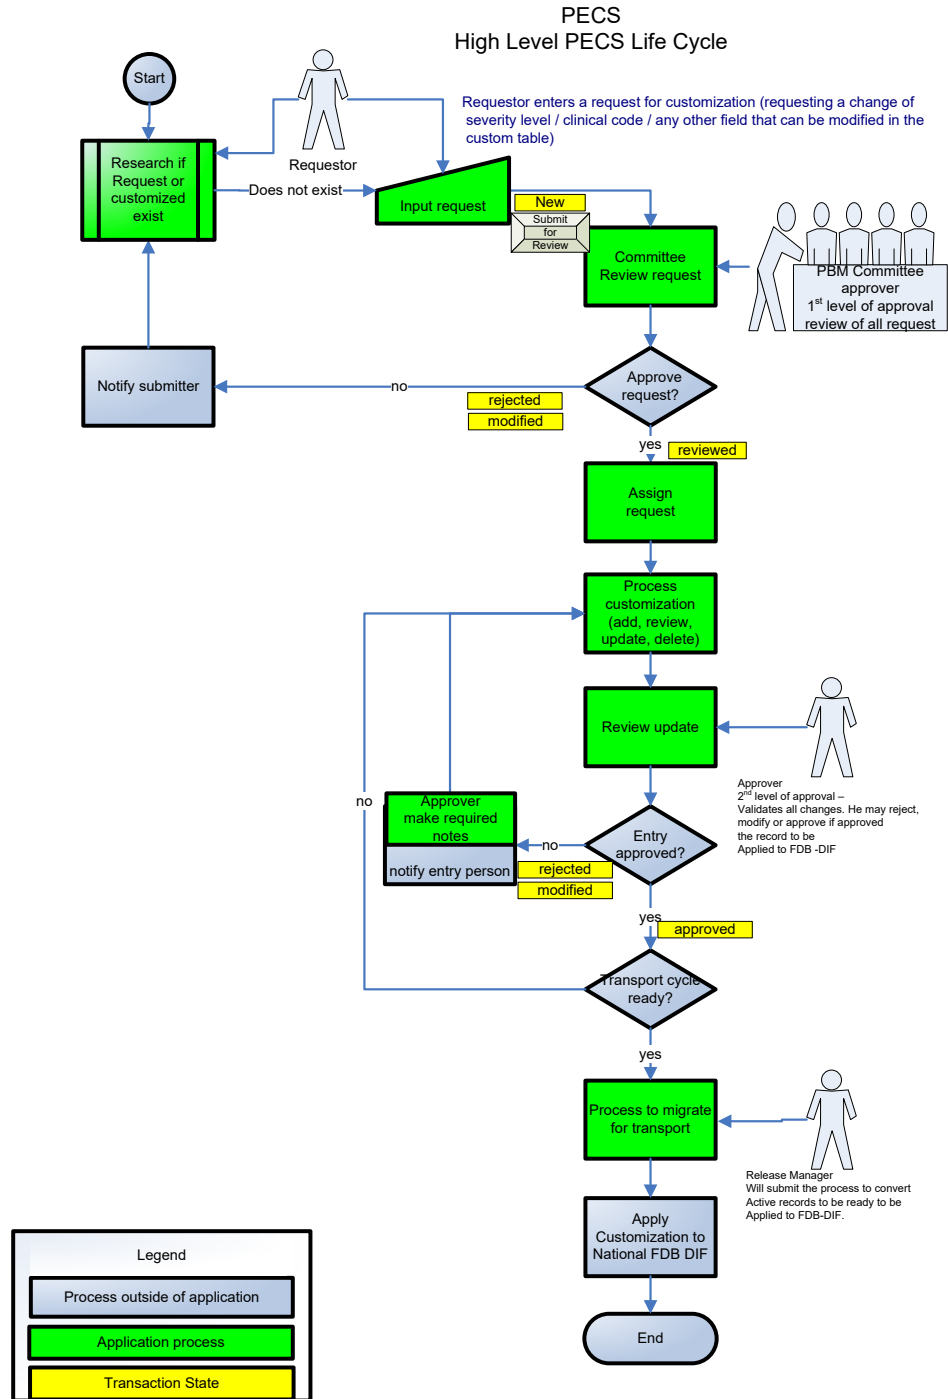 PECS
High Level PECS Life Cycle
Start
Requestor enters a request for customization (requesting a change of
severity level / clinical code / any other field that can be modified in the
custom table)
Requestor
Research if
Request or
customized
exist
Does not exist
Input request
New
Submit
for
Review
Committee
Review request
PBM Committee
approver
1st level of approval
review of all request
Notify submitter
no
Approve
request?
rejected
modified
yes
reviewed
Assign
request
Process
customization
(add, review,
update, delete)
Review update
Approver
2nd level of approval –
Validates all changes. He may reject,
modify or approve if approved
the record to be
Applied to FDB -DIF
no
Approver
make required
notes
notify entry person
no
Entry
approved?
rejected
modified
yes
approved
Transport cycle
ready?
yes
Process to migrate
for transport
Release Manager
Will submit the process to convert
Active records to be ready to be
Applied to FDB-DIF.
Apply
Customization to
National FDB DIF
End
Legend
Process outside of application
Application process
Transaction State